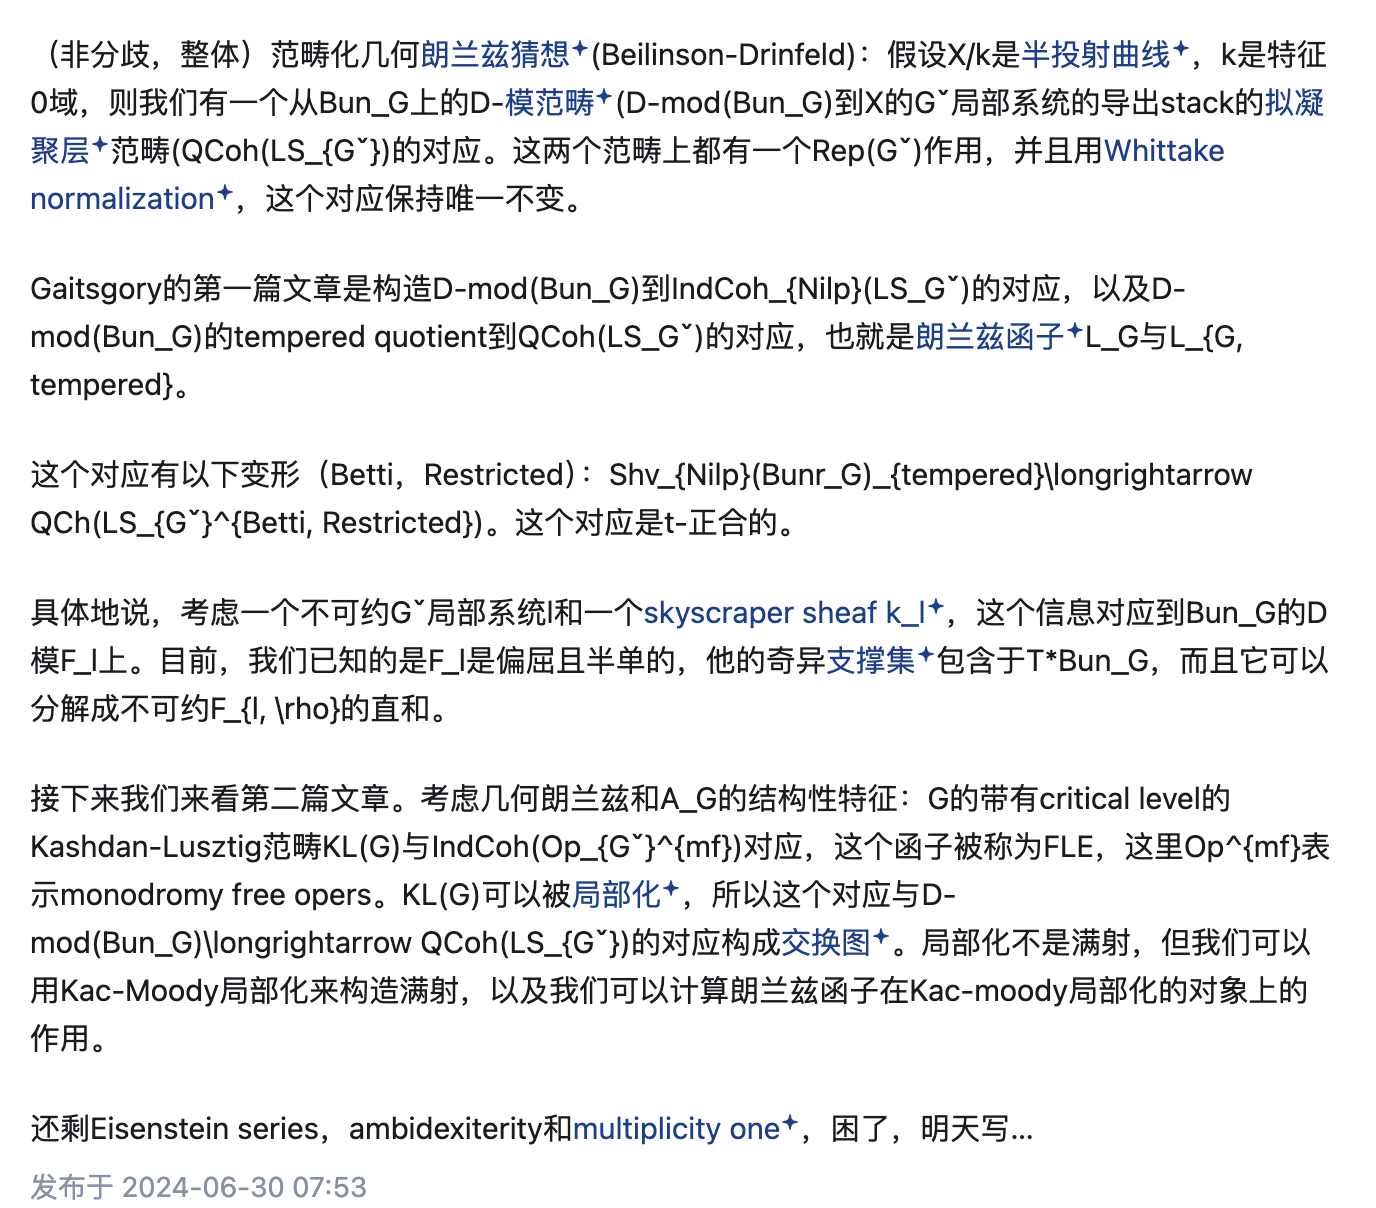 （非分歧，整体）范畴化几何朗兰兹猜想✦(Beilinson-Drinfeld)：假设X/k是半投射曲线✦，k是特征
0域，则我们有一个从Bun_G上的D-模范畴✦(D-mod(Bun_G)到X的Gˇ局部系统的导出stack的拟凝
聚层✦范畴(QCoh(LS_{Gˇ})的对应。这两个范畴上都有一个Rep(Gˇ)作用，并且用Whittake
normalization✦，这个对应保持唯一不变。
Gaitsgory的第一篇文章是构造D-mod(Bun_G)到IndCoh_{Nilp}(LS_Gˇ)的对应，以及D-
mod(Bun_G)的tempered quotient到QCoh(LS_Gˇ)的对应，也就是朗兰兹函子✦L_G与L_{G,
tempered}。
这个对应有以下变形（Betti，Restricted）：Shv_{Nilp}(Bunr_G)_{tempered}\longrightarrow
QCh(LS_{Gˇ}^{Betti, Restricted})。这个对应是t-正合的。
具体地说，考虑一个不可约Gˇ局部系统l和一个skyscraper sheaf k_l✦，这个信息对应到Bun_G的D
模F_l上。目前，我们已知的是F_l是偏屈且半单的，他的奇异支撑集✦包含于T*Bun_G，而且它可以
分解成不可约F_{l, \rho}的直和。
接下来我们来看第二篇文章。考虑几何朗兰兹和A_G的结构性特征：G的带有critical level的
Kashdan-Lusztig范畴KL(G)与IndCoh(Op_{Gˇ}^{mf})对应，这个函子被称为FLE，这里Op^{mf}表
示monodromy free opers。KL(G)可以被局部化✦，所以这个对应与D-
mod(Bun_G)\longrightarrow QCoh(LS_{Gˇ})的对应构成交换图✦。局部化不是满射，但我们可以
用Kac-Moody局部化来构造满射，以及我们可以计算朗兰兹函子在Kac-moody局部化的对象上的
作用。
还剩Eisenstein series，ambidexiterity和multiplicity one✦，困了，明天写...
发布于 2024-06-30 07:53